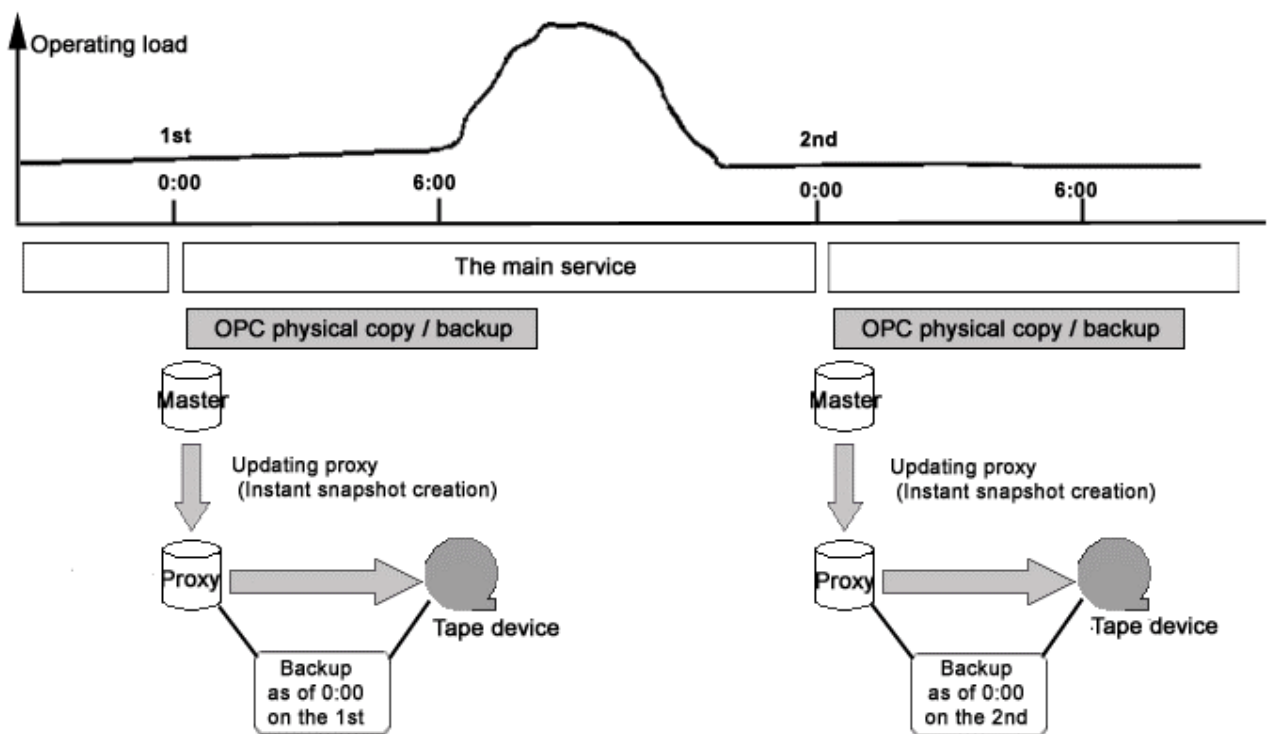 Operating load
1st
2nd
0:00
6:00
0:00
6:00
The main service
OPC physical copy / backup
OPC physical copy / backup
Master
Master
Updating proxy
(Instant snapshot creation)
Updating proxy
(Instant snapshot creation)
Proxy
Proxy
Tape device
Tape device
Backup
as of 0:00
on the 1st
Backup
as of 0:00
on the 2nd